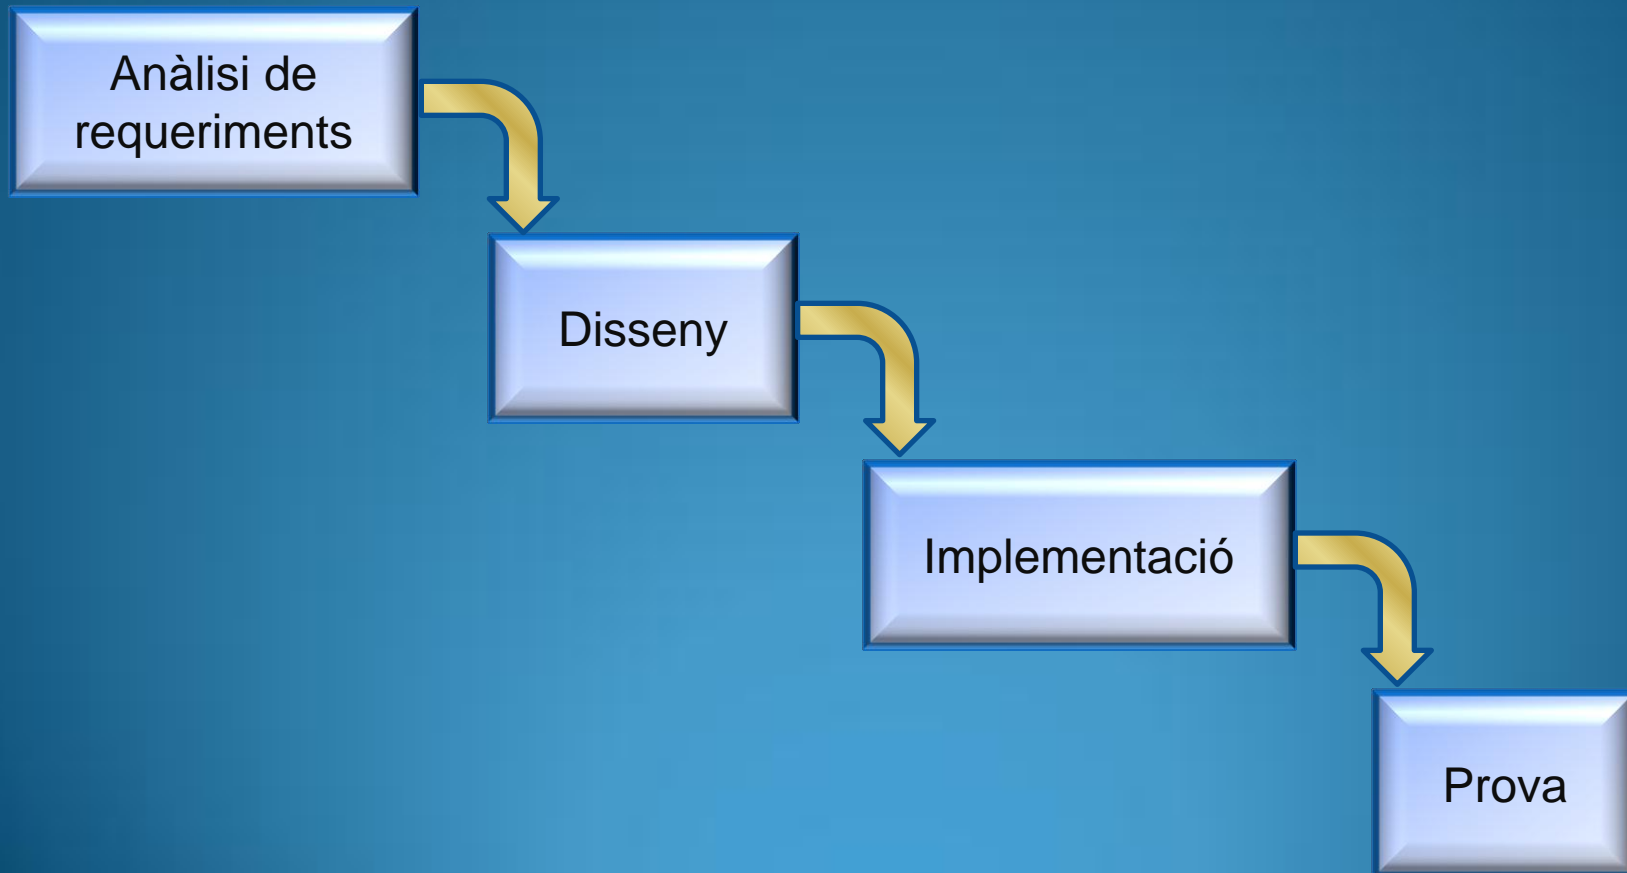 Anàlisi de
requeriments
Disseny
Implementació
Prova